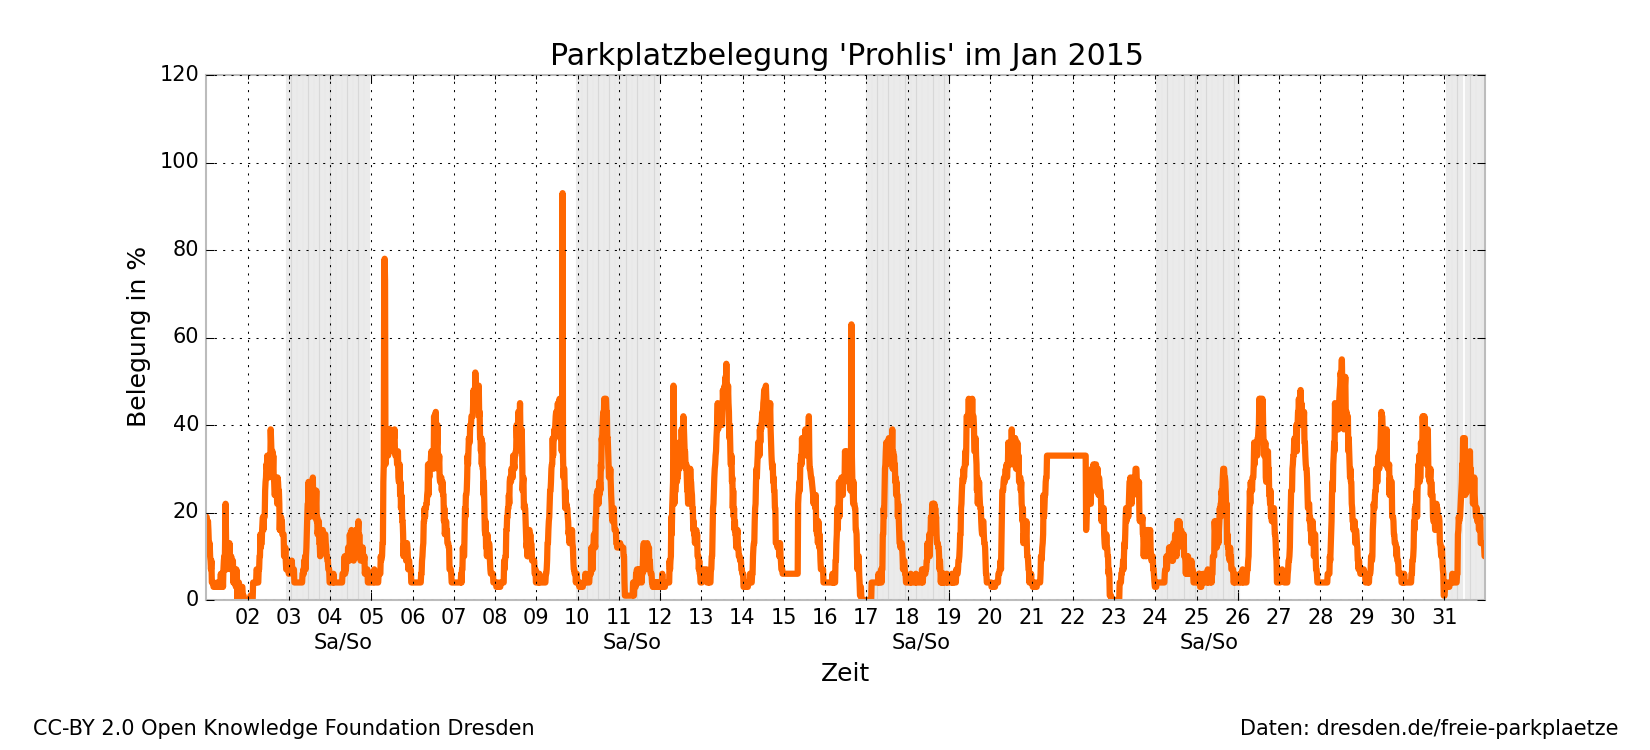 Parkplatzbelegung 'Prohlis' im Jan 2015
120
100
80
60
40
20
0
Belegung in %
02 03 04 05 06 07 08 09 10 11 12 13 14 15 16 17 18 19 20 21 22 23 24 25 26 27 28 29 30 31
Sa/So Sa/So Sa/So Sa/So
Zeit
CC-BY 2.0 Open Knowledge Foundation Dresden
Daten: dresden.de/freie-parkplaetze